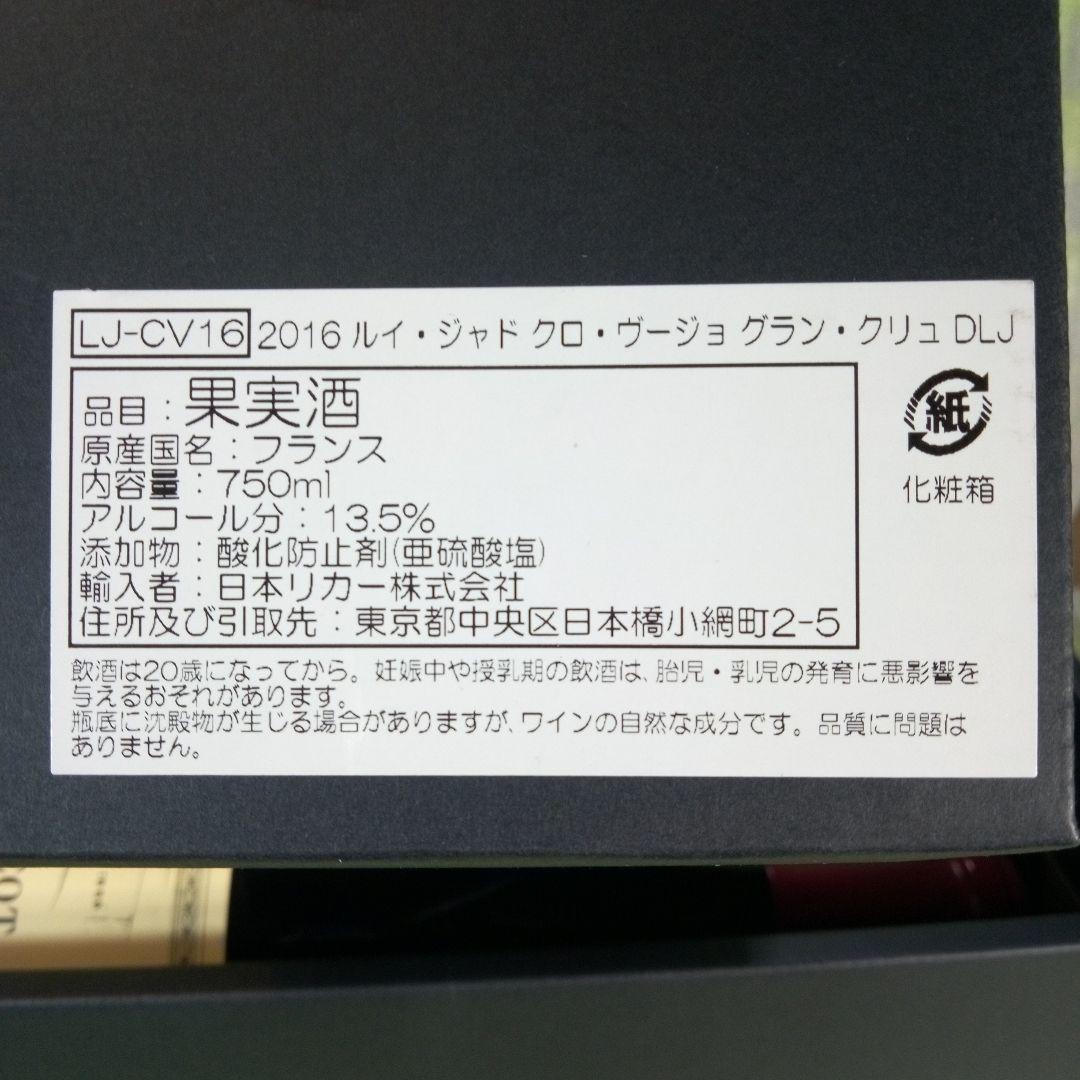 LJ-CV16 2016 ルイ・ジャド クロ・ヴージョ グラン・クリュ DLJ
品目：果実酒
原産国名：フランス
内容量：750ml
アルコール分：13.5%
添加物：酸化防止剤(亜硫酸塩)
輸入者：日本リカー株式会社
住所及び引取先：東京都中央区日本橋小網町2-5
紙
化粧箱
飲酒は20歳になってから。妊娠中や授乳期の飲酒は、胎児・乳児の発育に悪影響を
与えるおそれがあります。
瓶底に沈殿物が生じる場合がありますが、ワインの自然な成分です。品質に問題は
ありません。